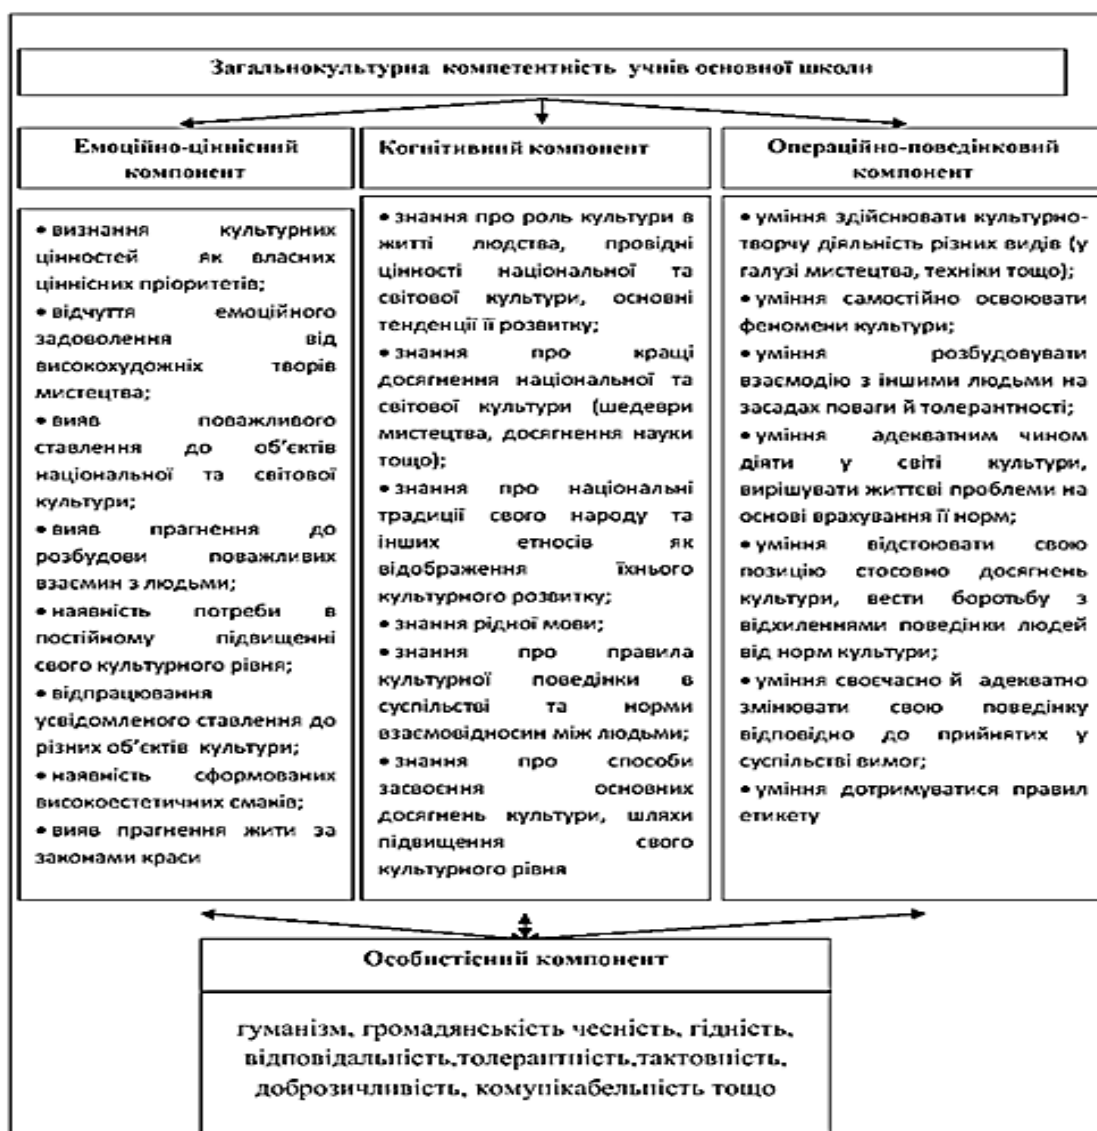 Загальнокультурна компетентність учнів основної школи
Емоційно-ціннісний
компонент
• визнання культурних
цінностей як власних
ціннісних пріоритетів;
• відчуття емоційного
задоволення від
високохудожніх творів
мистецтва;
• вияв поважливого
ставлення до об’єктів
національної та світової
культури;
• вияв прагнення до
розбудови поважливих
взаємин з людьми;
• наявність потреби в
постійному підвищенні
свого культурного рівня;
• відпрацювання
усвідомленого ставлення до
різних об’єктів культури;
• наявність сформованих
високоестетичних смаків;
• вияв прагнення жити за
законами краси
Когнітивний компонент
• знання про роль культури в
житті людства, провідні
цінності національної та
світової культури, основні
тенденції її розвитку;
• знання про кращі
досягнення національної та
світової культури (шедеври
мистецтва, досягнення науки
тощо);
• знання про національні
традиції свого народу та
інших етносів як
відображення їхнього
культурного розвитку;
• знання рідної мови;
• знання про правила
культурної поведінки в
суспільстві та норми
взаємовідносин між людьми;
• знання про способи
засвоєння основних
досягнень культури, шляхи
підвищення свого
культурного рівня
Операційно-поведінковий
компонент
• уміння здійснювати культурно-
творчу діяльність різних видів (у
галузі мистецтва, техніки тощо);
• уміння самостійно освоювати
феномени культури;
• уміння розбудовувати
взаємодію з іншими людьми на
засадах поваги й толерантності;
• уміння адекватним чином
діяти у світі культури,
вирішувати життєві проблеми на
основі врахування її норм;
• уміння відстоювати свою
позицію стосовно досягнень
культури, вести боротьбу з
відхиленнями поведінки людей
від норм культури;
• уміння своєчасно й адекватно
змінювати свою поведінку
відповідно до прийнятих у
суспільстві вимог;
• уміння дотримуватися правил
етикету
Особистісний компонент
гуманізм, громадянськість чесність, гідність,
відповідальність,толерантність,тактовність,
доброзичливість, комунікабельність тощо